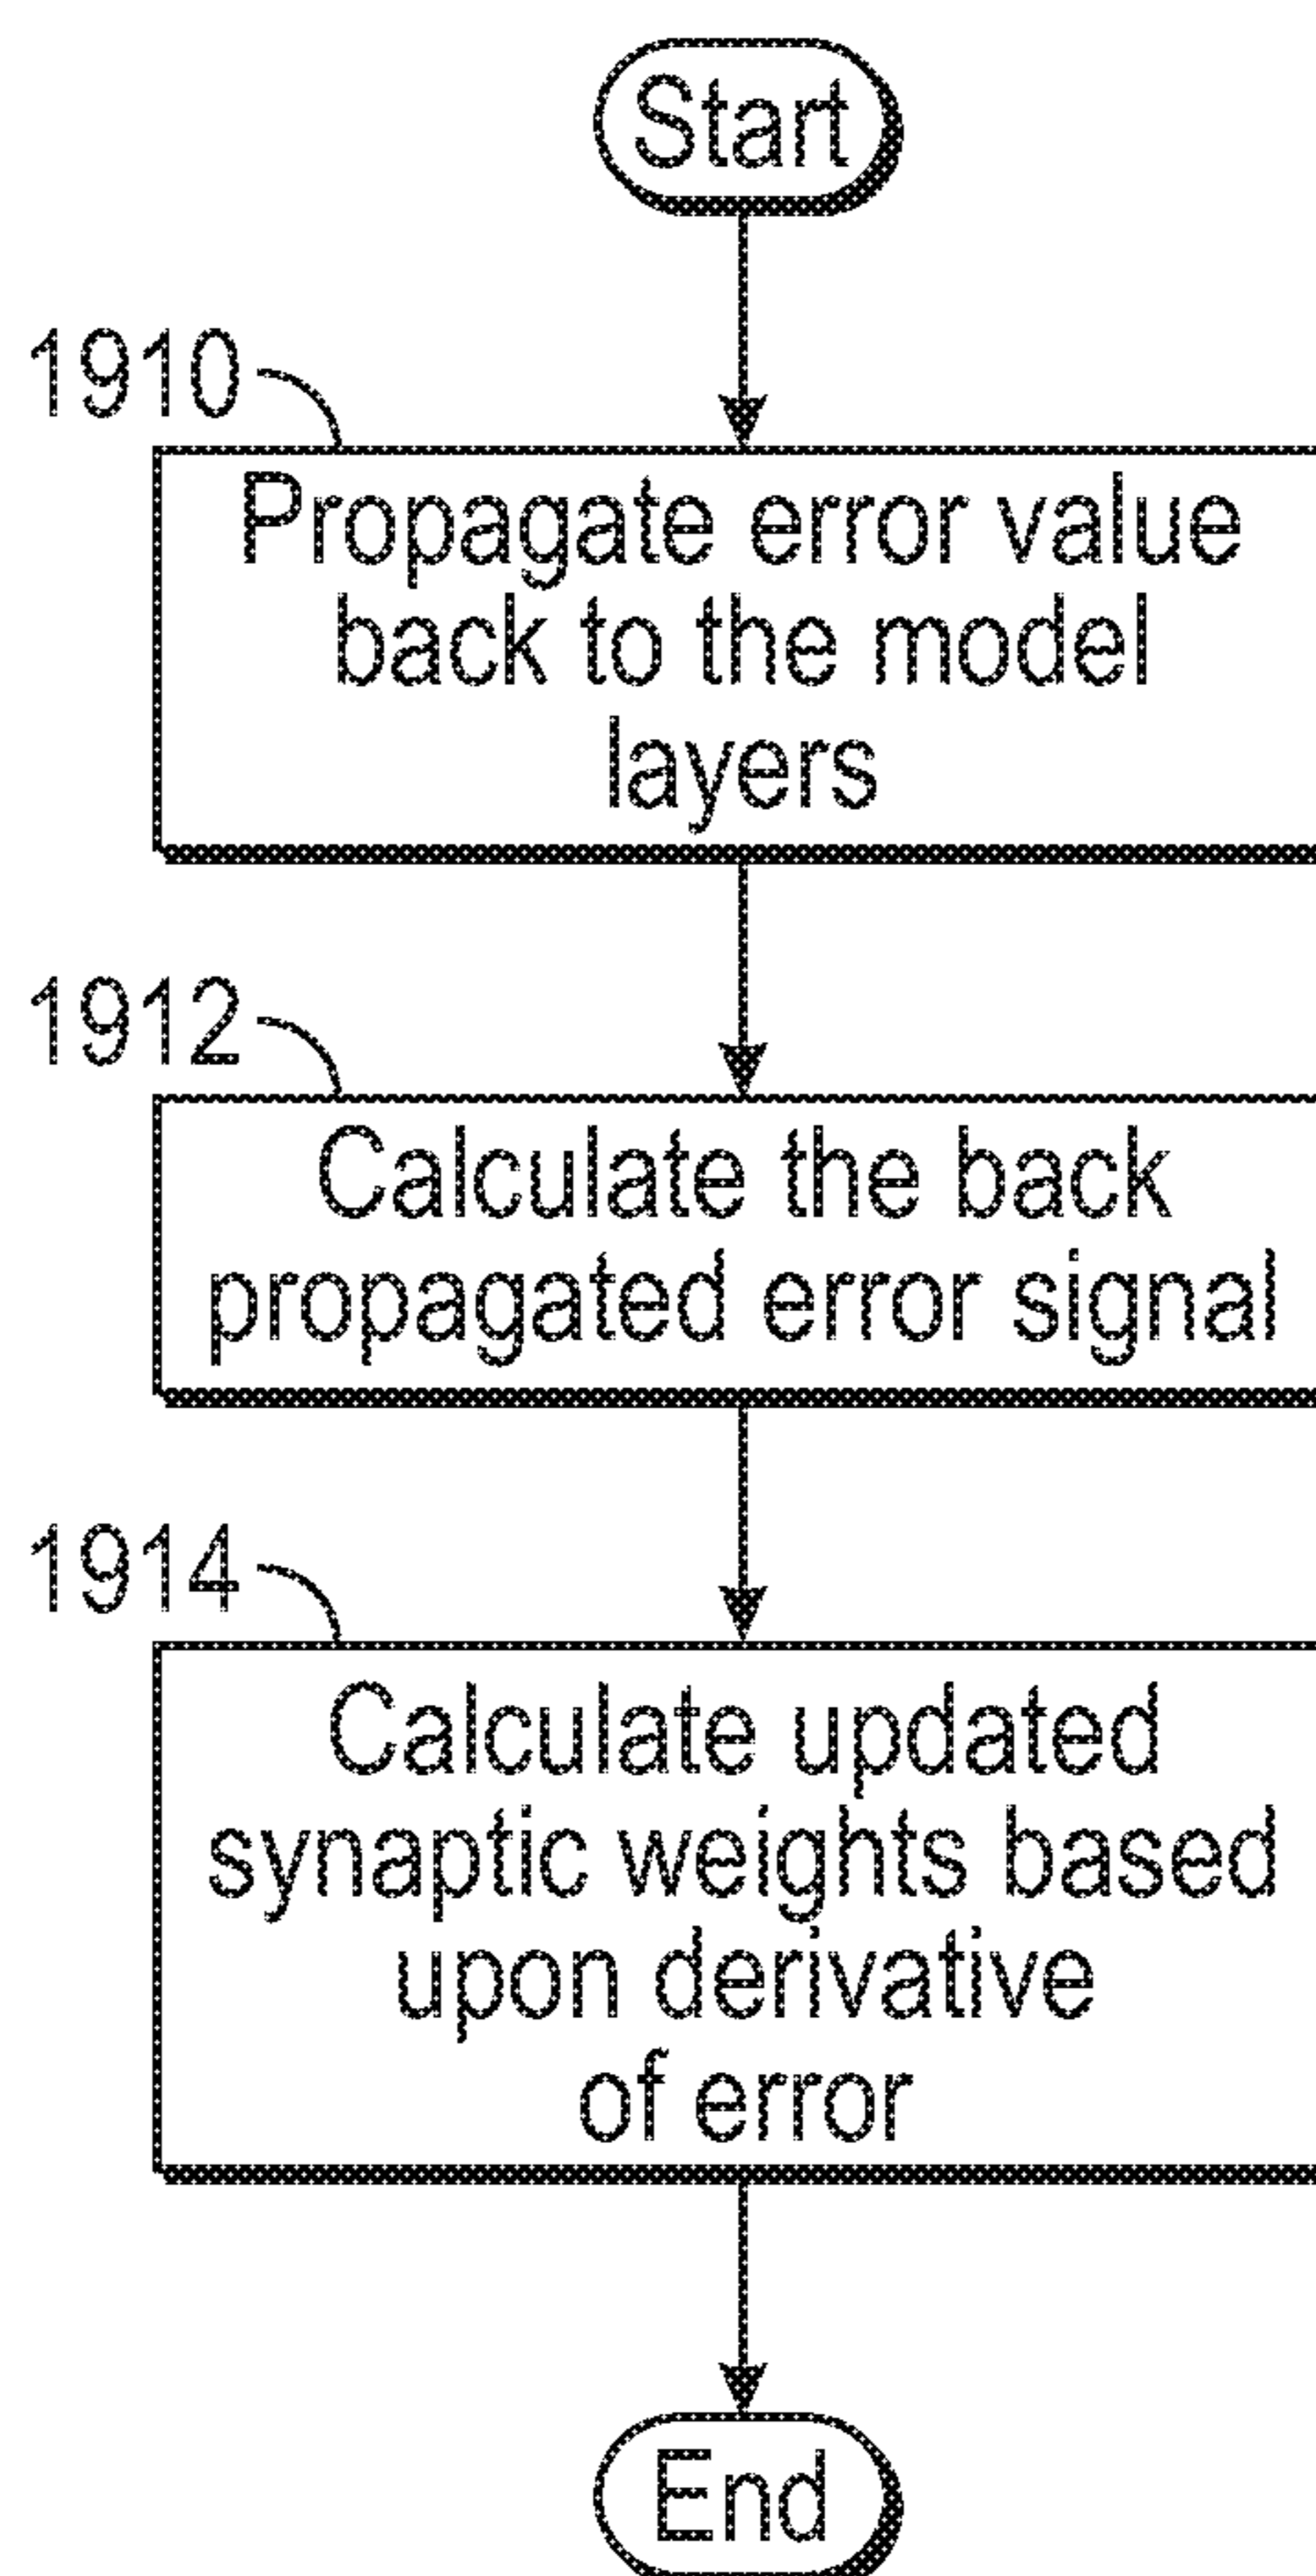 Start
1910
Propagate error value
back to the model
layers
1912
Calculate the back
propagated error signal
1914
Calculate updated
synaptic weights based
upon derivative
of error
End